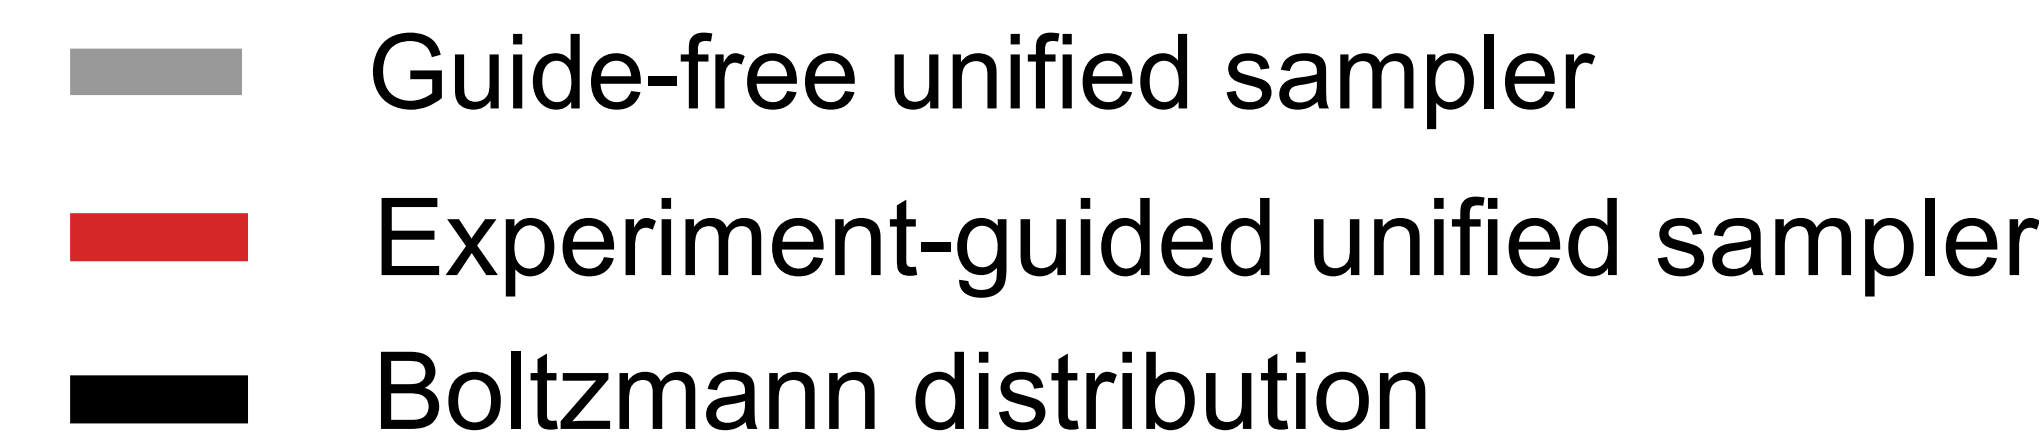 Guide-free unified sampler
Experiment-guided unified sampler
Boltzmann distribution